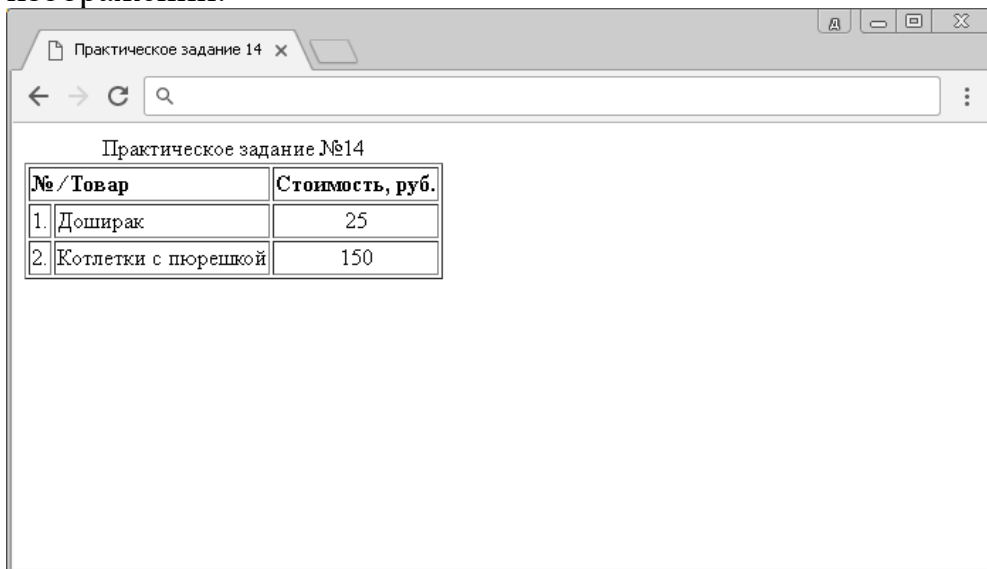 Практическое задание 14
Практическое задание №14
№/Товар Стоимость, руб.
1. Доширак 25
2. Котлетки с пюрешкой 150